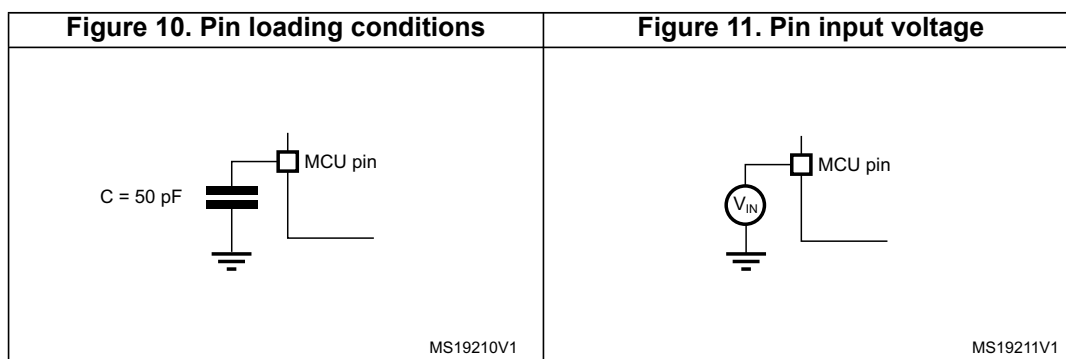 Figure 10. Pin loading conditions
Figure 11. Pin input voltage
MCU pin
C = 50 pF
MS19210V1
MCU pin
VIN
MS19211V1